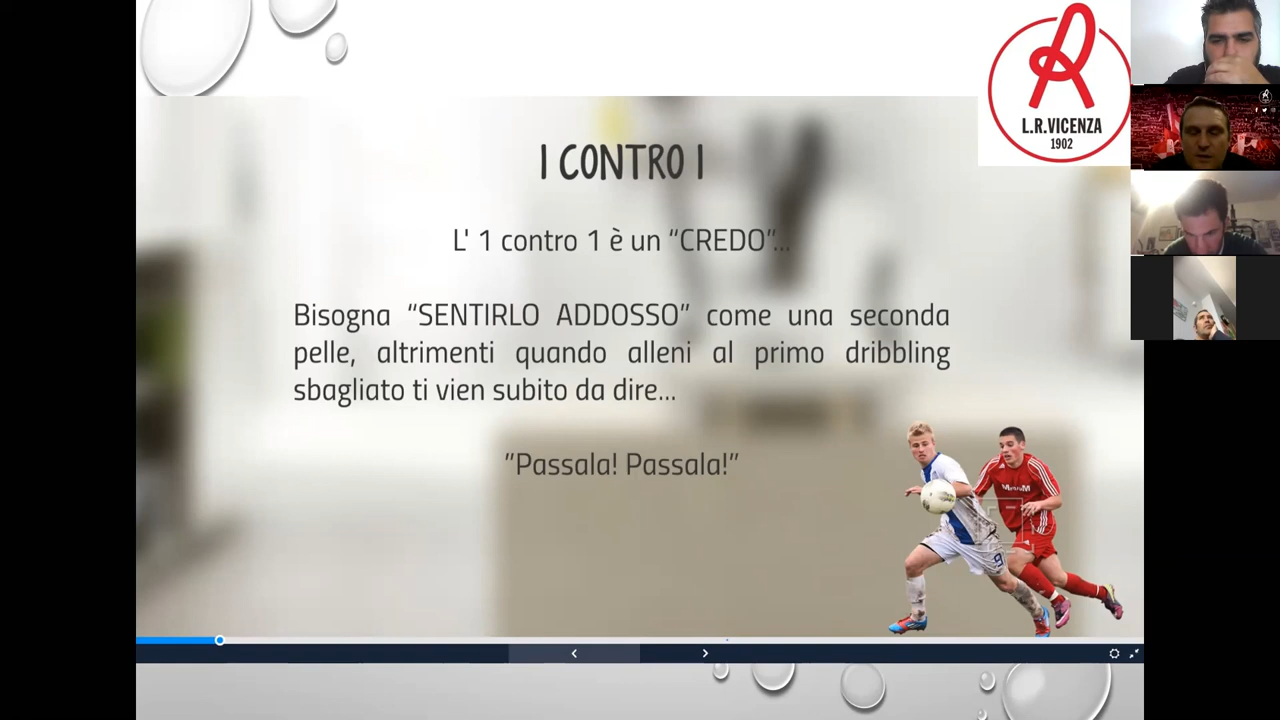 L.R.VICENZA
1902
1 CONTRO 1
L' 1 contro 1 è un “CREDO”...
Bisogna “SENTIRLO ADDOSSO” come una seconda
pelle, altrimenti quando alleni al primo dribbling
sbagliato ti vien subito da dire...
”Passala! Passala!”
9